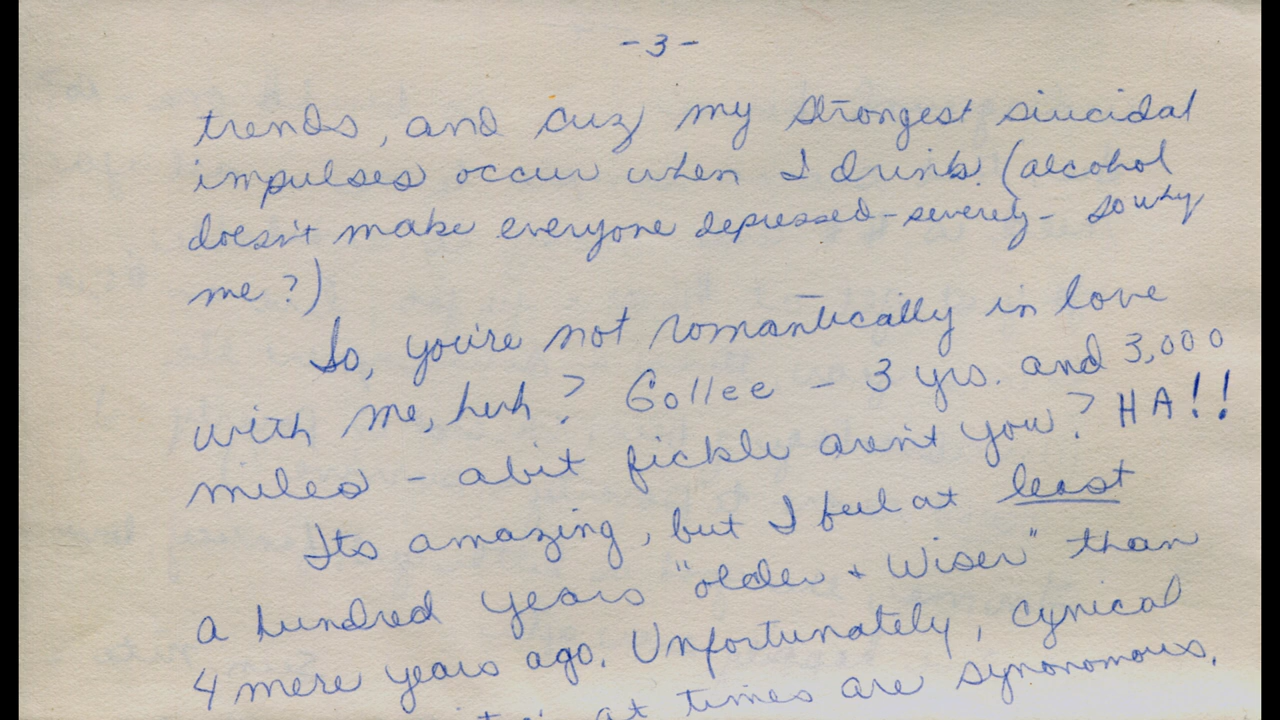 -3-
trends, and cuz my strongest siucidal
impulses occur when I drink. (alcohol
doesn't make everyone depressed-severely- so why
me?)
So, you're not romantically in love
with me, huh? Gollee - 3 yrs. and 3,000
miles - a bit fickle aren't you? HA!!
Its amazing, but I feel at least
a hundred years "older & wiser" than
4 mere years ago. Unfortunately, cynical
at times are synonomous.